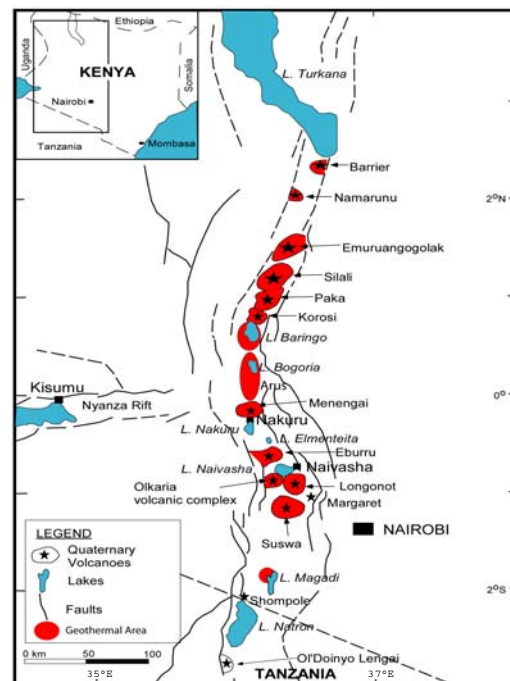 Ethiopia
Uganda
KENYA
Somalia
Nairobi
Tanzania
Mombasa
L. Turkana
Barrier
Namarunu
2°N
Emuruangogolak
Silali
Paka
Korosi
L. Baringo
L. Bogoria
Arus
Kisumu
Nyanza Rift
0°
Menengai
Nakuru
L. Nakuru
L. Elmenteita
Eburru
L. Naivasha
Naivasha
Olkaria
volcanic complex
Longonot
Margaret
NAIROBI
Suswa
LEGEND
Quaternary
Volcanoes
Lakes
Faults
Geothermal Area
L. Magadi
2°S
Shompole
L. Natron
0 km 50 100
Ol'Doinyo Lengai
35°E
TANZANIA
37°E